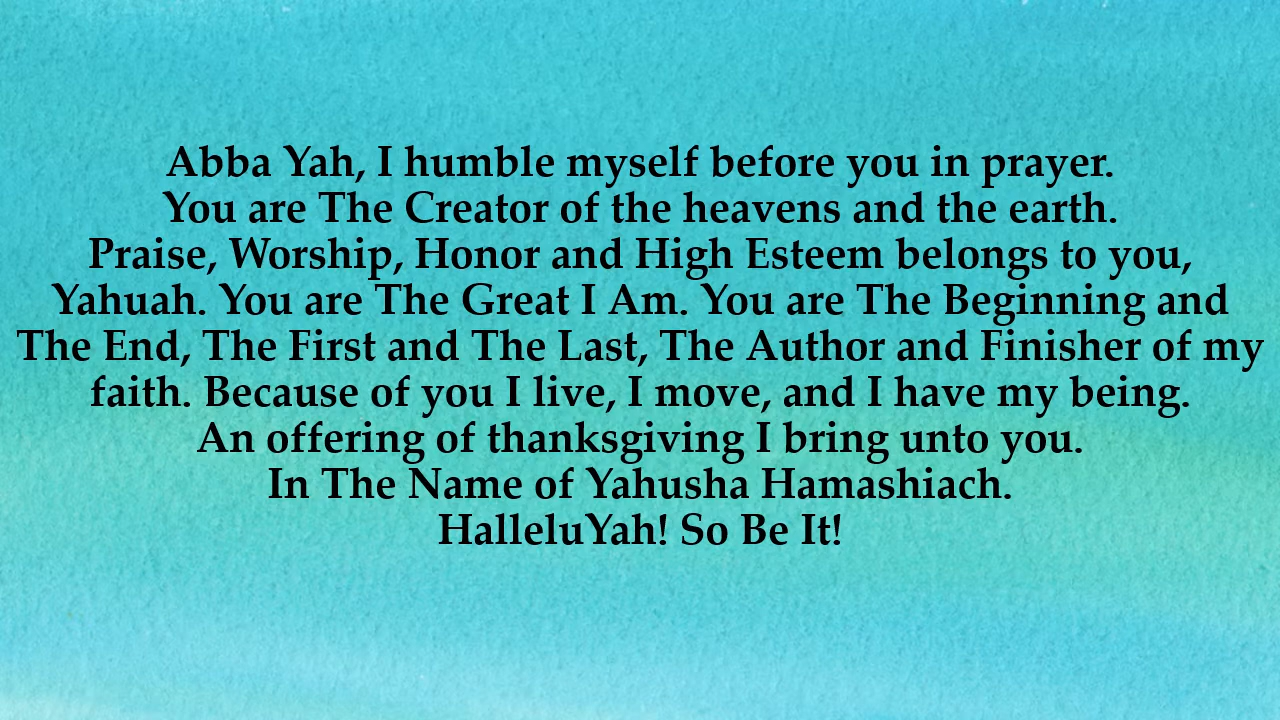 Abba Yah, I humble myself before you in prayer.
You are The Creator of the heavens and the earth.
Praise, Worship, Honor and High Esteem belongs to you,
Yahuah. You are The Great I Am. You are The Beginning and
The End, The First and The Last, The Author and Finisher of my
faith. Because of you I live, I move, and I have my being.
An offering of thanksgiving I bring unto you.
In The Name of Yahusha Hamashiach.
HalleluYah! So Be It!